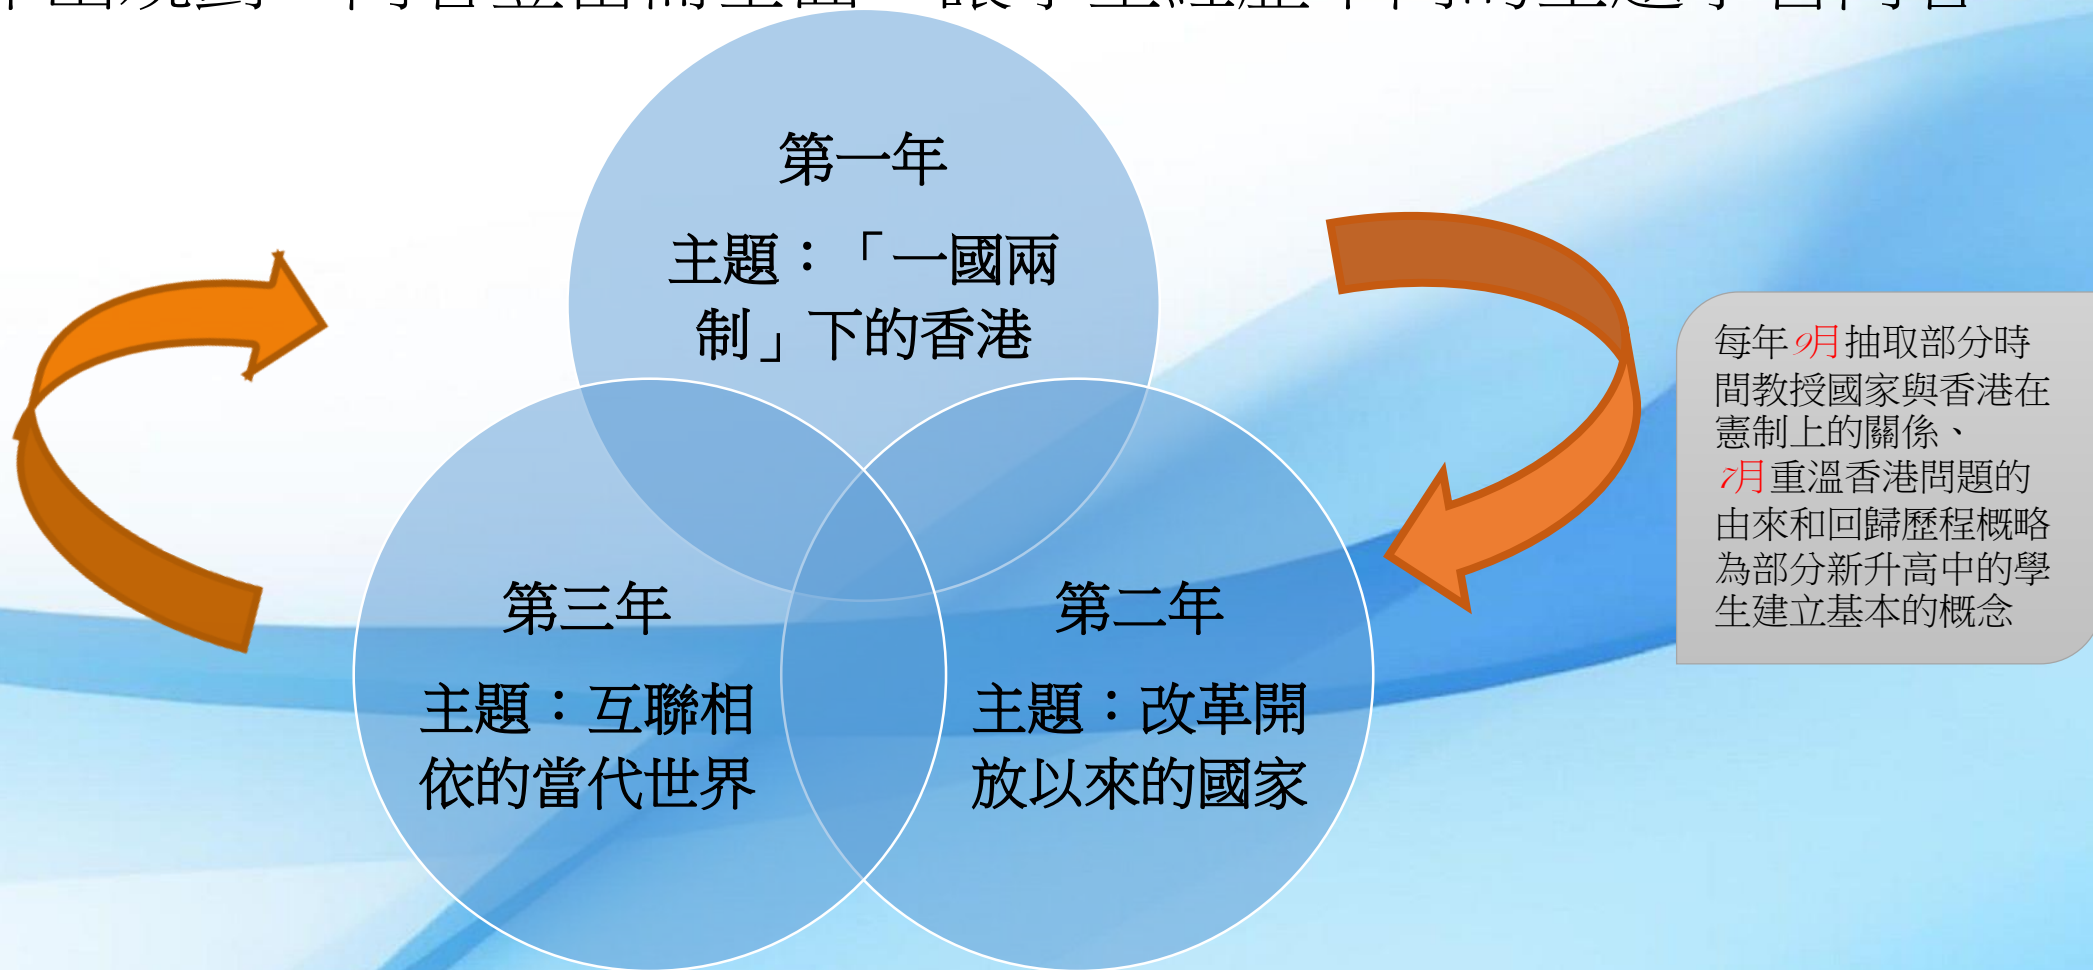 第一年
主題：「一國兩
制」下的香港
第三年
主題：互聯相
依的當代世界
第二年
主題：改革開
放以來的國家
每年9月抽取部分時
間教授國家與香港在
憲制上的關係、
7月重溫香港問題的
由來和回歸歷程概略
為部分新升高中的學
生建立基本的概念